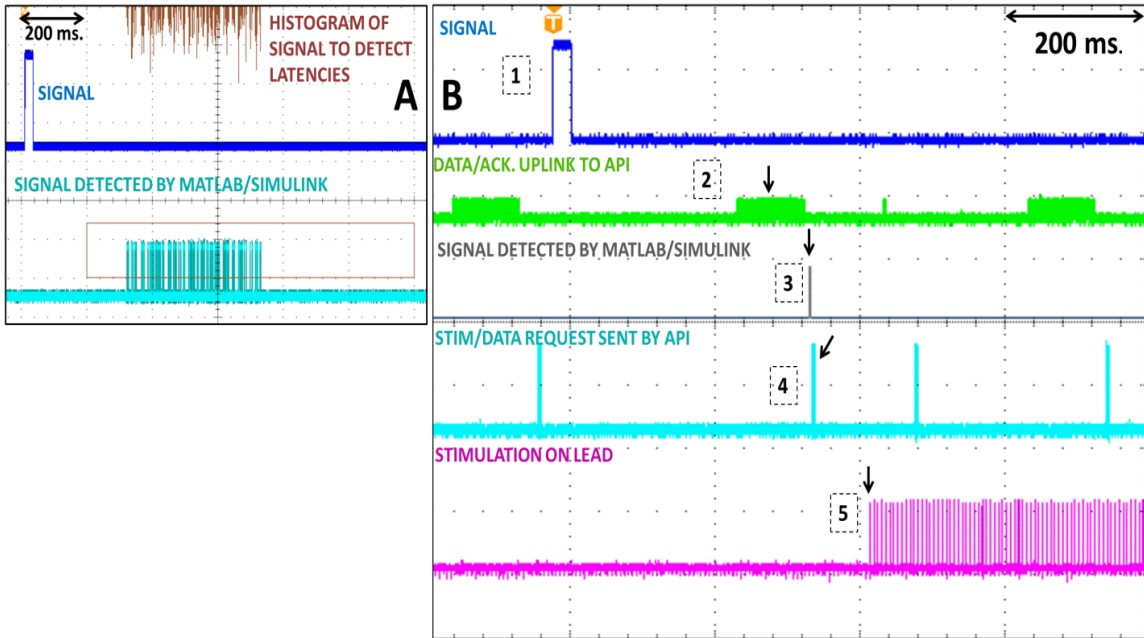 200 ms.
HISTOGRAM OF
SIGNAL TO DETECT
LATENCIES
SIGNAL
A
SIGNAL DETECTED BY MATLAB/SIMULINK
T
SIGNAL
200 ms.
1
B
DATA/ACK. UPLINK TO API
2
SIGNAL DETECTED BY MATLAB/SIMULINK
3
STIM/DATA REQUEST SENT BY API
4
STIMULATION ON LEAD
5